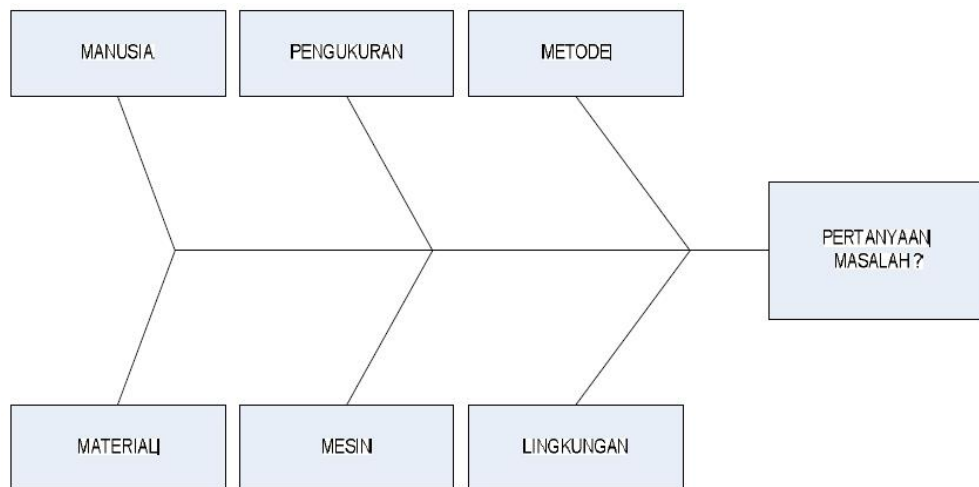 MANUSIA
PENGUKURAN
METODE
PERTANYAAN
MASALAH?
MATERIAL
MESIN
LINGKUNGAN